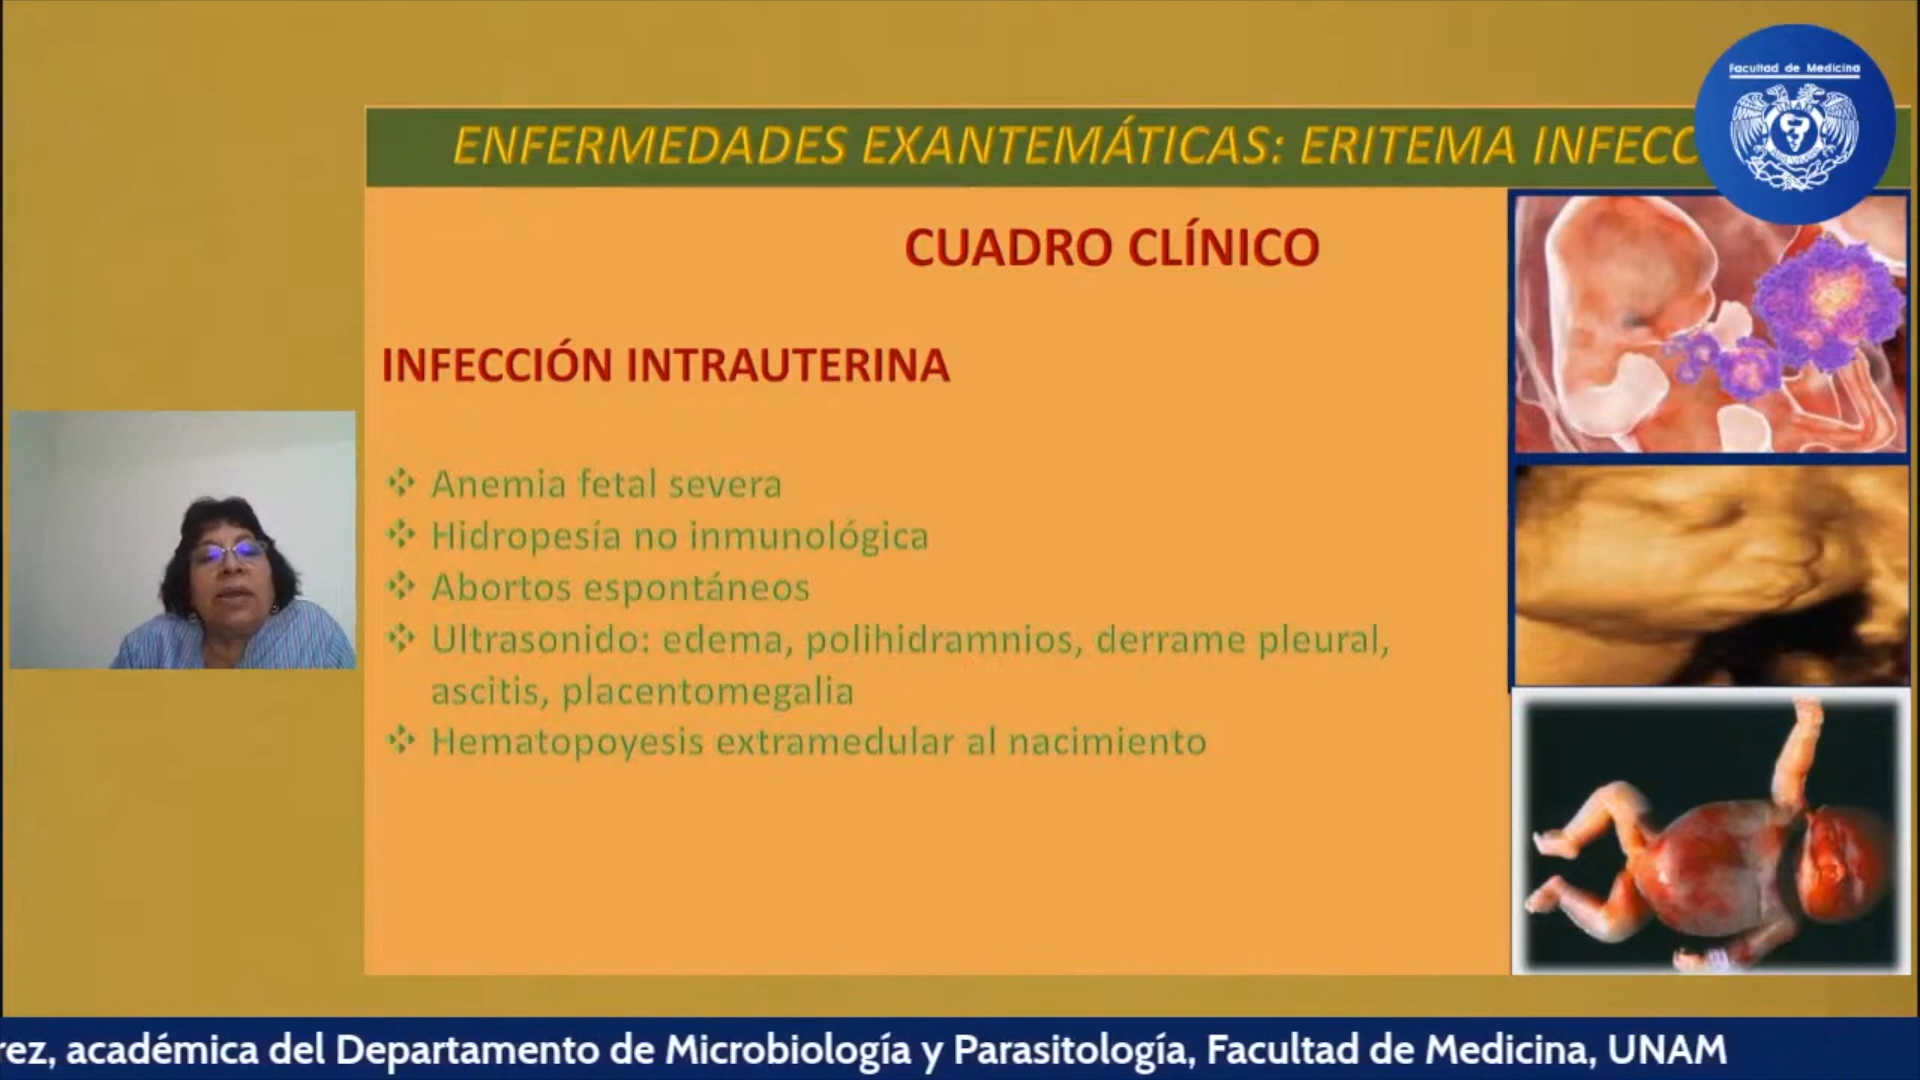 Facultad de Medicina
ENFERMEDADES EXANTEMÁTICAS: ERITEMA INFECC
CUADRO CLÍNICO
INFECCIÓN INTRAUTERINA
Anemia fetal severa
Hidropesía no inmunológica
Abortos espontáneos
Ultrasonido: edema, polihidramnios, derrame pleural,
ascitis, placentomegalia
Hematopoyesis extramedular al nacimiento
rez, académica del Departamento de Microbiología y Parasitología, Facultad de Medicina, UNAM